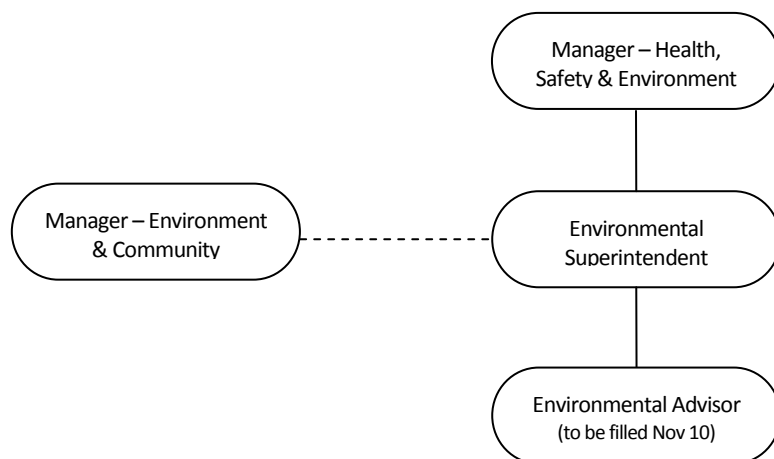 Manager – Health,
Safety & Environment
Manager – Environment
& Community
Environmental
Superintendent
Environmental Advisor
(to be filled Nov 10)